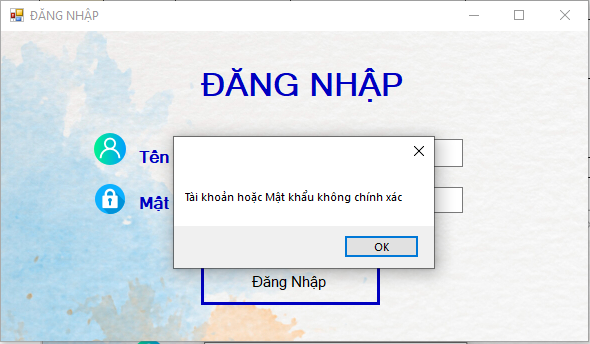 ĐĂNG NHẬP
ĐĂNG NHẬP
Tên
Mật
Tài khoản hoặc Mật khẩu không chính xác
OK
Đăng Nhập